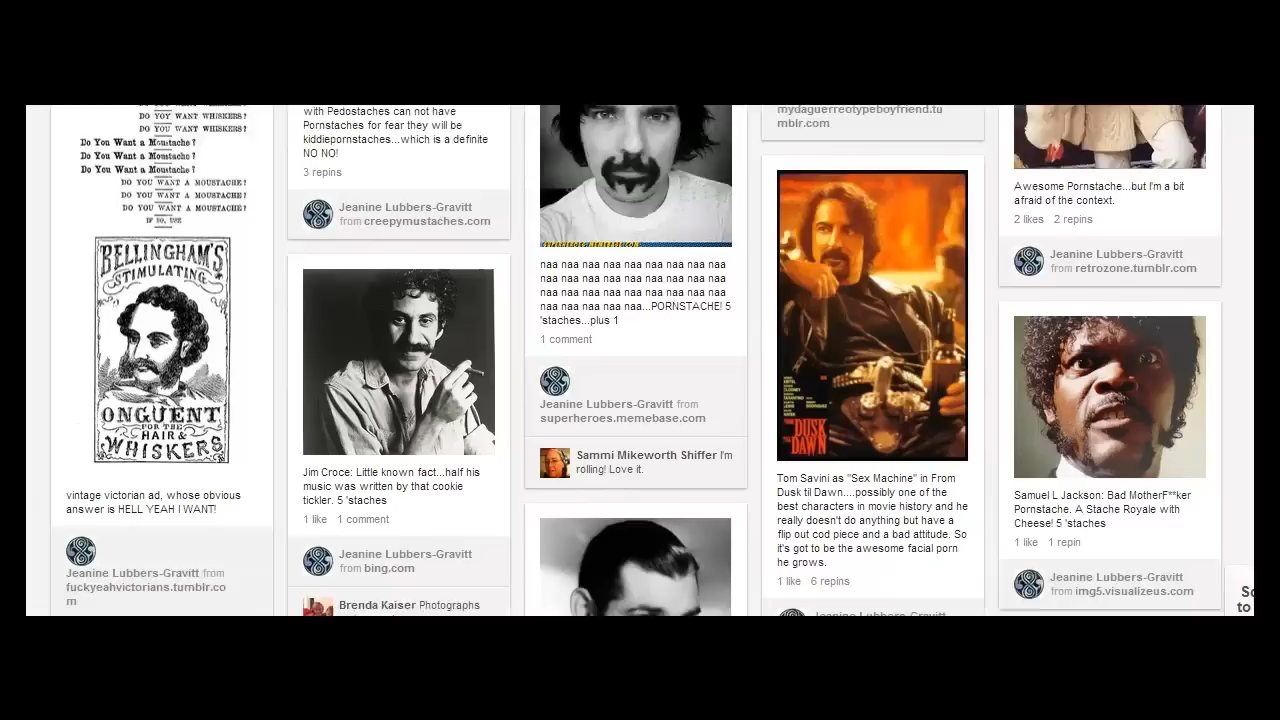 DO YOY WANT WHISKERS?
DO YOU WANT WHISKERS?
Do You Want a Moustache?
Do You Want a Moustache?
Do You Want a Moustache?
DO YOU WANT A MOUSTACHE?
DO YOU WANT A MOUSTACHE?
DO YOU WANT A MOUSTACHE?
IF SO, USE
BELLINGHAM'S
STIMULATING
ONGUENT
FOR THE
HAIR &
WHISKERS
vintage victorian ad, whose obvious
answer is HELL YEAH I WANT!
Jeanine Lubbers-Gravitt from
fuckyeahvictorians.tumblr.co
m
with Pedostaches can not have
Pornstaches for fear they will be
kiddiepornstaches...which is a definite
NO NO!
3 repins
Jeanine Lubbers-Gravitt
from creepymustaches.com
Jim Croce: Little known fact...half his
music was written by that cookie
tickler. 5 'staches
1 like 1 comment
Jeanine Lubbers-Gravitt
from bing.com
Brenda Kaiser Photographs
naa naa naa naa naa naa naa naa naa
naa naa naa naa naa naa naa naa naa
naa naa naa naa naa naa naa naa naa
naa naa naa naa naa...PORNSTACHE! 5
'staches...plus 1
1 comment
Jeanine Lubbers-Gravitt from
superheroes.memebase.com
Sammi Mikeworth Shiffer I'm
rolling! Love it.
mydaguerreotypeboyfriend.tu
mblr.com
DUSK
DAWN
Tom Savini as "Sex Machine" in From
Dusk til Dawn....possibly one of the
best characters in movie history and he
really doesn't do anything but have a
flip out cod piece and a bad attitude. So
it's got to be the awesome facial porn
he grows.
1 like 6 repins
Jeanine Lubbers-Gravitt
Awesome Pornstache...but I'm a bit
afraid of the context.
2 likes 2 repins
Jeanine Lubbers-Gravitt
from retrozone.tumblr.com
Samuel L Jackson: Bad MotherF**ker
Pornstache. A Stache Royale with
Cheese! 5 'staches
1 like 1 repin
Jeanine Lubbers-Gravitt
from img5.visualizeus.com
to